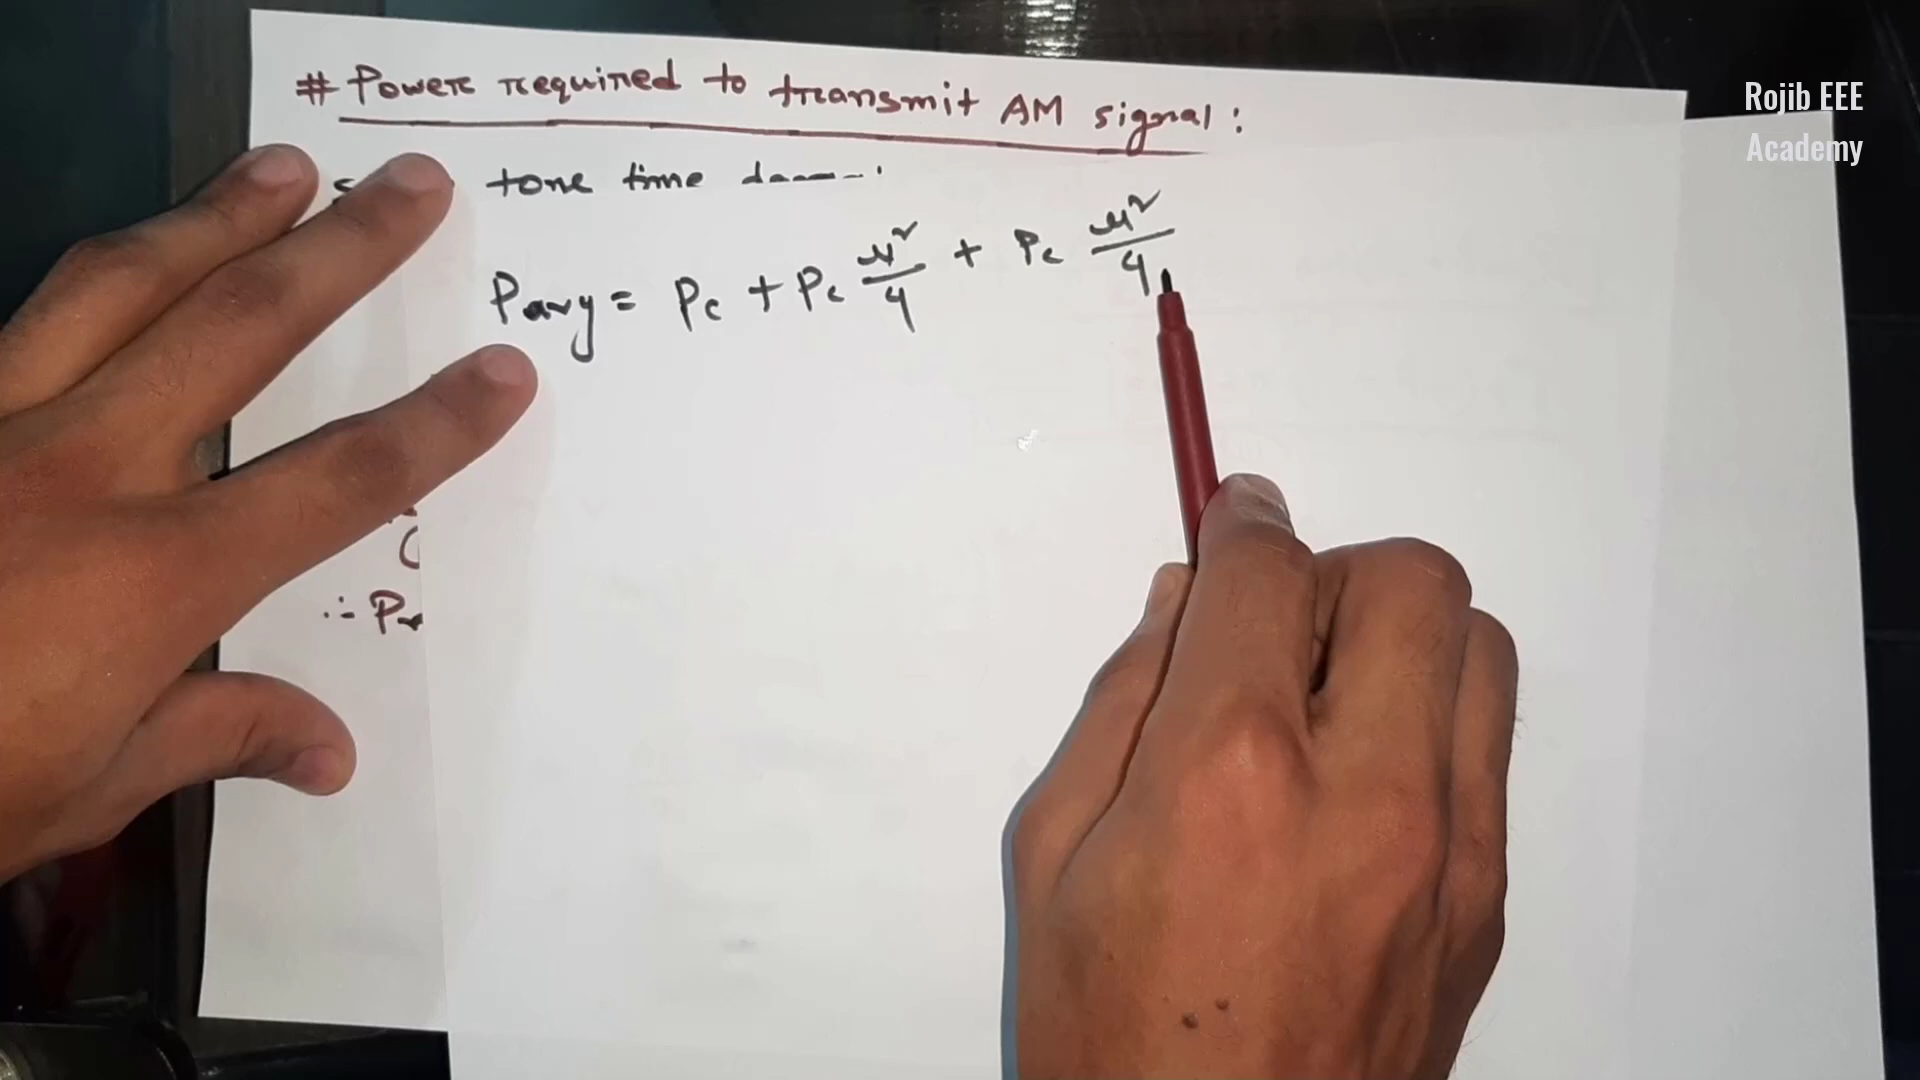 # Power required to transmit AM signal :
tone time
Pavg = Pc + Pc μ²/4 + Pc μ²/4
∴ P
Rojib EEE
Academy